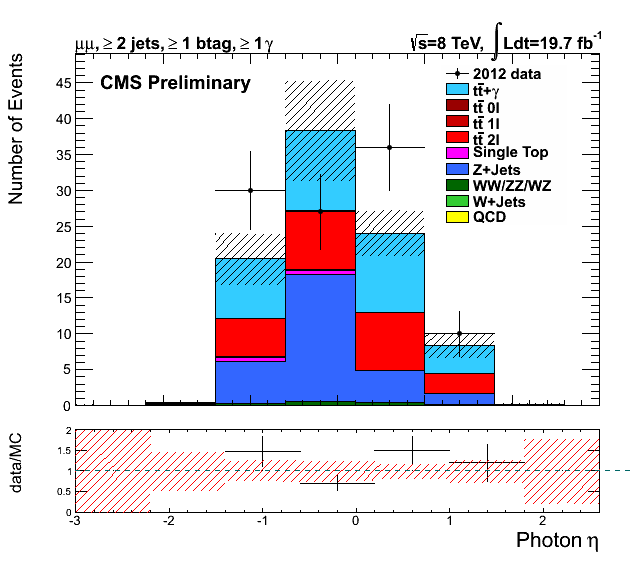 μμ, ≥ 2 jets, ≥ 1 btag, ≥ 1 γ
√s=8 TeV, ∫ Ldt=19.7 fb⁻¹
CMS Preliminary
2012 data
tt̄+γ
tt̄ 0l
tt̄ 1l
tt̄ 2l
Single Top
Z+Jets
WW/ZZ/WZ
W+Jets
QCD
Number of Events
45
40
35
30
25
20
15
10
5
0
data/MC
2
1.5
1
0.5
0
-3 -2 -1 0 1 2
Photon η